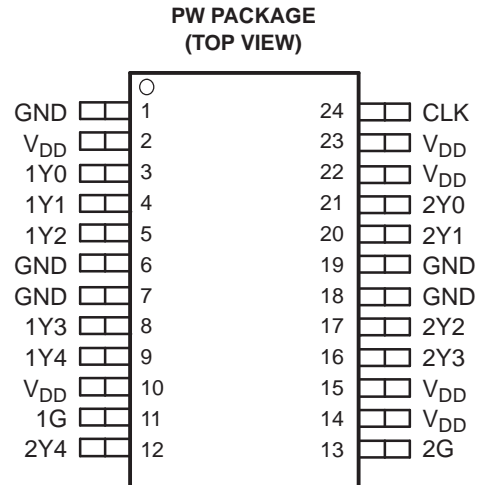 PW PACKAGE
(TOP VIEW)
GND 1 24 CLK
VDD 2 23 VDD
1Y0 3 22 VDD
1Y1 4 21 2Y0
1Y2 5 20 2Y1
GND 6 19 GND
GND 7 18 GND
1Y3 8 17 2Y2
1Y4 9 16 2Y3
VDD 10 15 VDD
1G 11 14 VDD
2Y4 12 13 2G